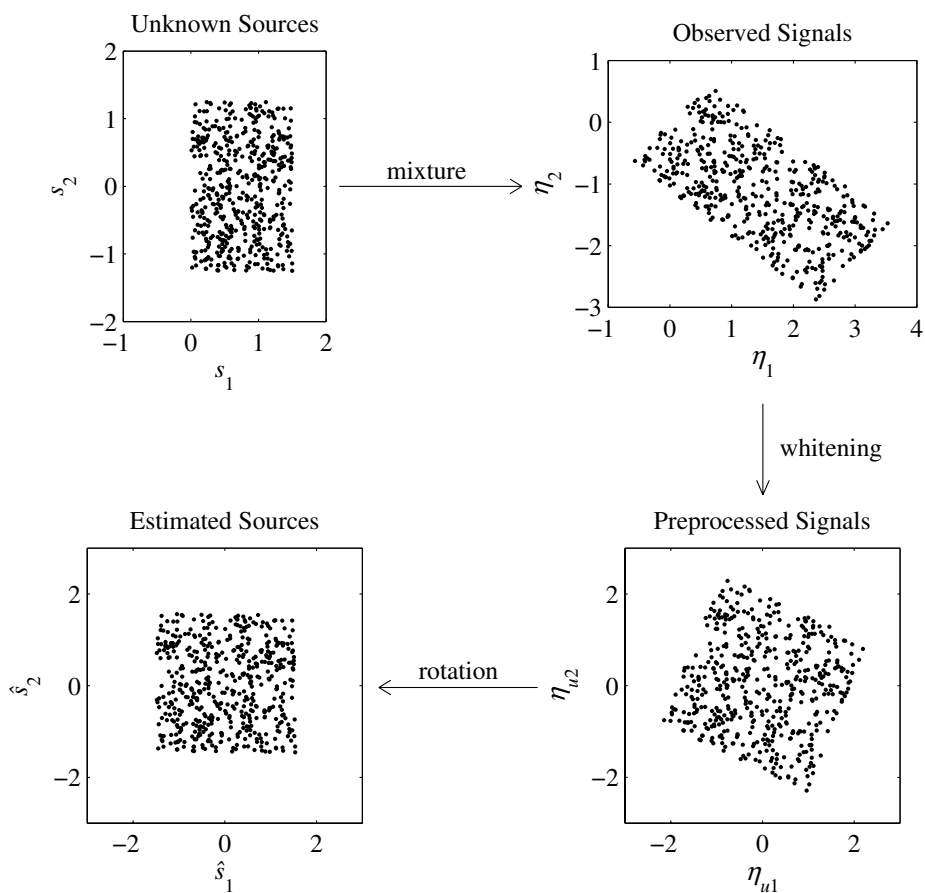 Unknown Sources
2
1
0
−1
−2
−1
0
1
2
s₂
s₁
mixture
Observed Signals
1
0
−1
−2
−3
−1
0
1
2
3
4
η₂
η₁
whitening
Estimated Sources
2
0
−2
−2
0
2
ŝ₂
ŝ₁
rotation
Preprocessed Signals
2
0
−2
−2
0
2
ηᵤ₂
ηᵤ₁